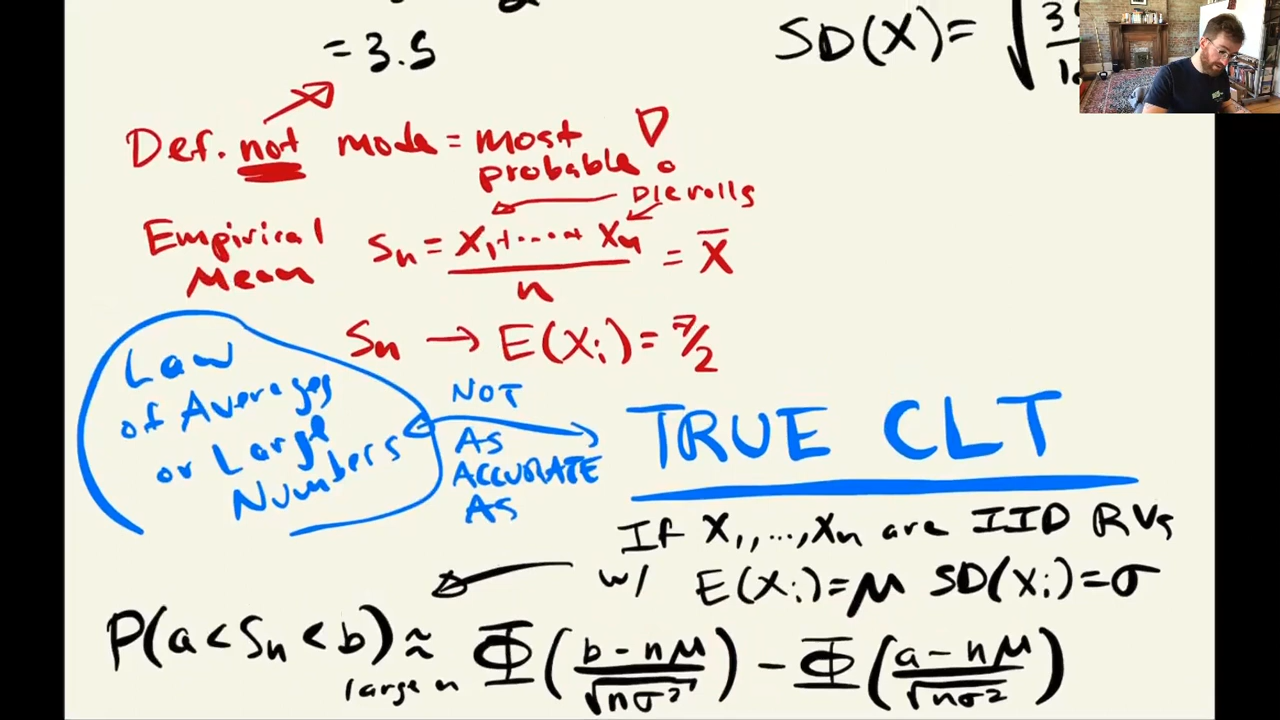 = 3.5
SD(X) = √
Def. not mode = most probable!
Die rolls
Empirical Mean Sn = X1 + ... + Xn / n = X̄
Sn → E(Xi) = 7/2
Law
of Averages
or Large
Numbers
NOT
AS
ACCURATE
AS
TRUE CLT
If X1, ..., Xn are IID RVs
w/ E(Xi) = μ SD(Xi) = σ
P(a < Sn < b) ≈ Φ(b - nμ / √nσ²) - Φ(a - nμ / √nσ²)
large n